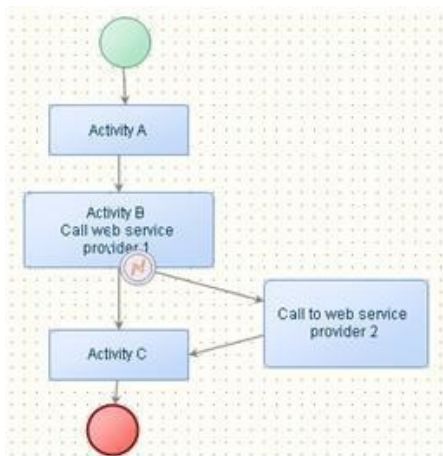 Activity A
Activity B
Call web service
provider 1
Call to web service
provider 2
Activity C